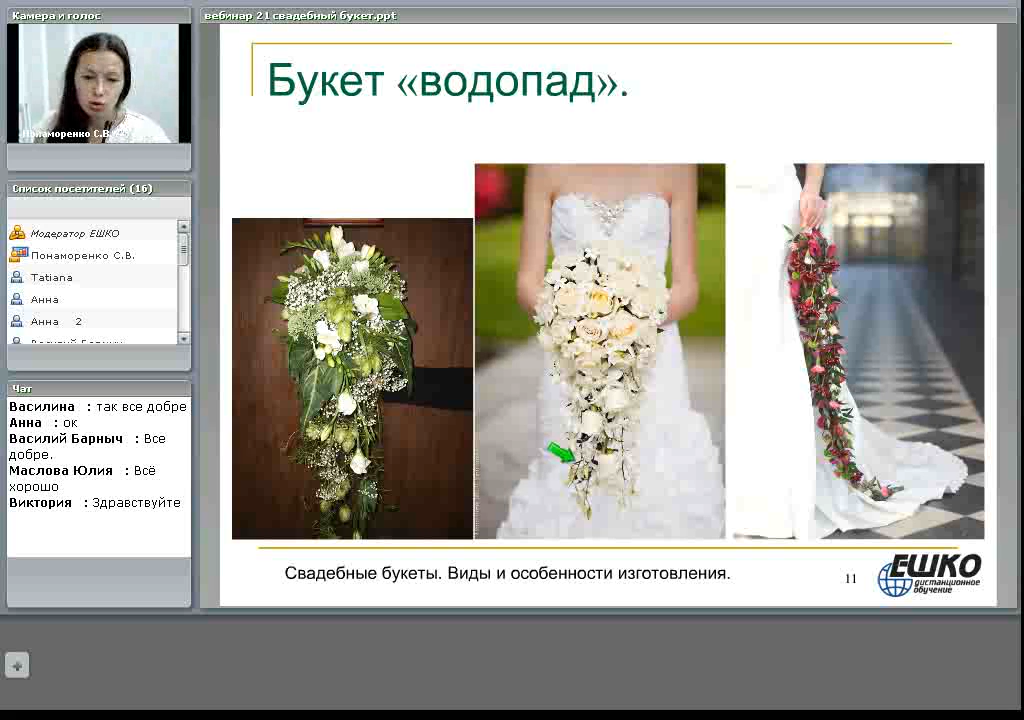 Камера и голос
Понаморенко С.В.
Список посетителей (16)
Модератор ЕШКО
Понаморенко С.В.
Tatiana
Анна
Анна 2
Чат
Василина : так все добре
Анна : ок
Василий Барныч : Все
добре.
Маслова Юлия : Всё
хорошо
Виктория : Здравствуйте
вебинар 21 свадебный букет.ppt
Букет «водопад».
Свадебные букеты. Виды и особенности изготовления.
11
ЕШКО
дистанционное
обучение